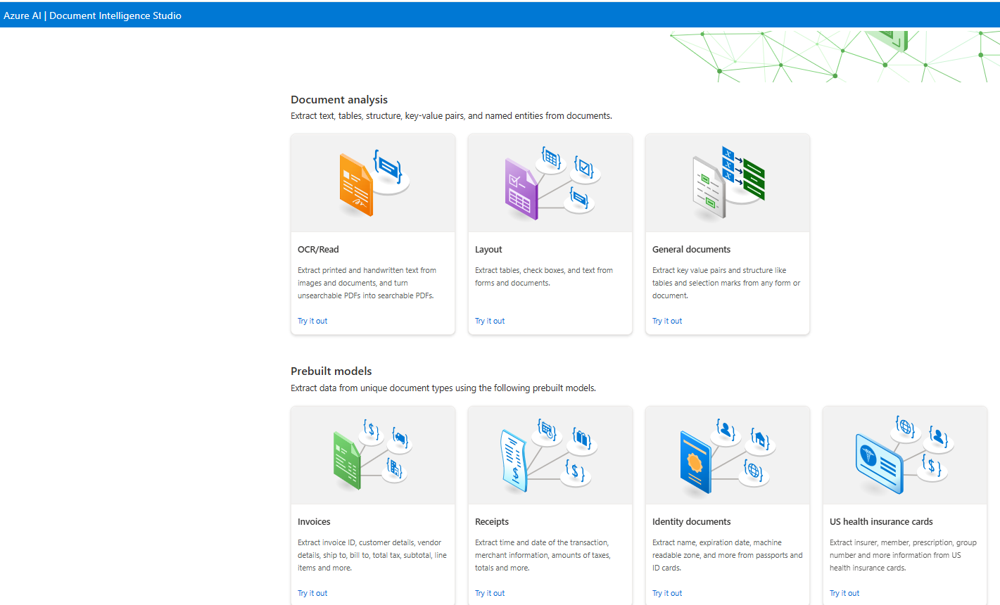 Azure AI | Document Intelligence Studio
Document analysis
Extract text, tables, structure, key-value pairs, and named entities from documents.
OCR/Read
Extract printed and handwritten text from
images and documents, and turn
unsearchable PDFs into searchable PDFs.
Try it out
Layout
Extract tables, check boxes, and text from
forms and documents.
Try it out
General documents
Extract key value pairs and structure like
tables and selection marks from any form or
document.
Try it out
Prebuilt models
Extract data from unique document types using the following prebuilt models.
Invoices
Extract invoice ID, customer details, vendor
details, ship to, bill to, total tax, subtotal, line
items and more.
Try it out
Receipts
Extract time and date of the transaction,
merchant information, amounts of taxes,
totals and more.
Try it out
Identity documents
Extract name, expiration date, machine
readable zone, and more from passports and
ID cards.
Try it out
US health insurance cards
Extract insurer, member, prescription, group
number and more information from US
health insurance cards.
Try it out